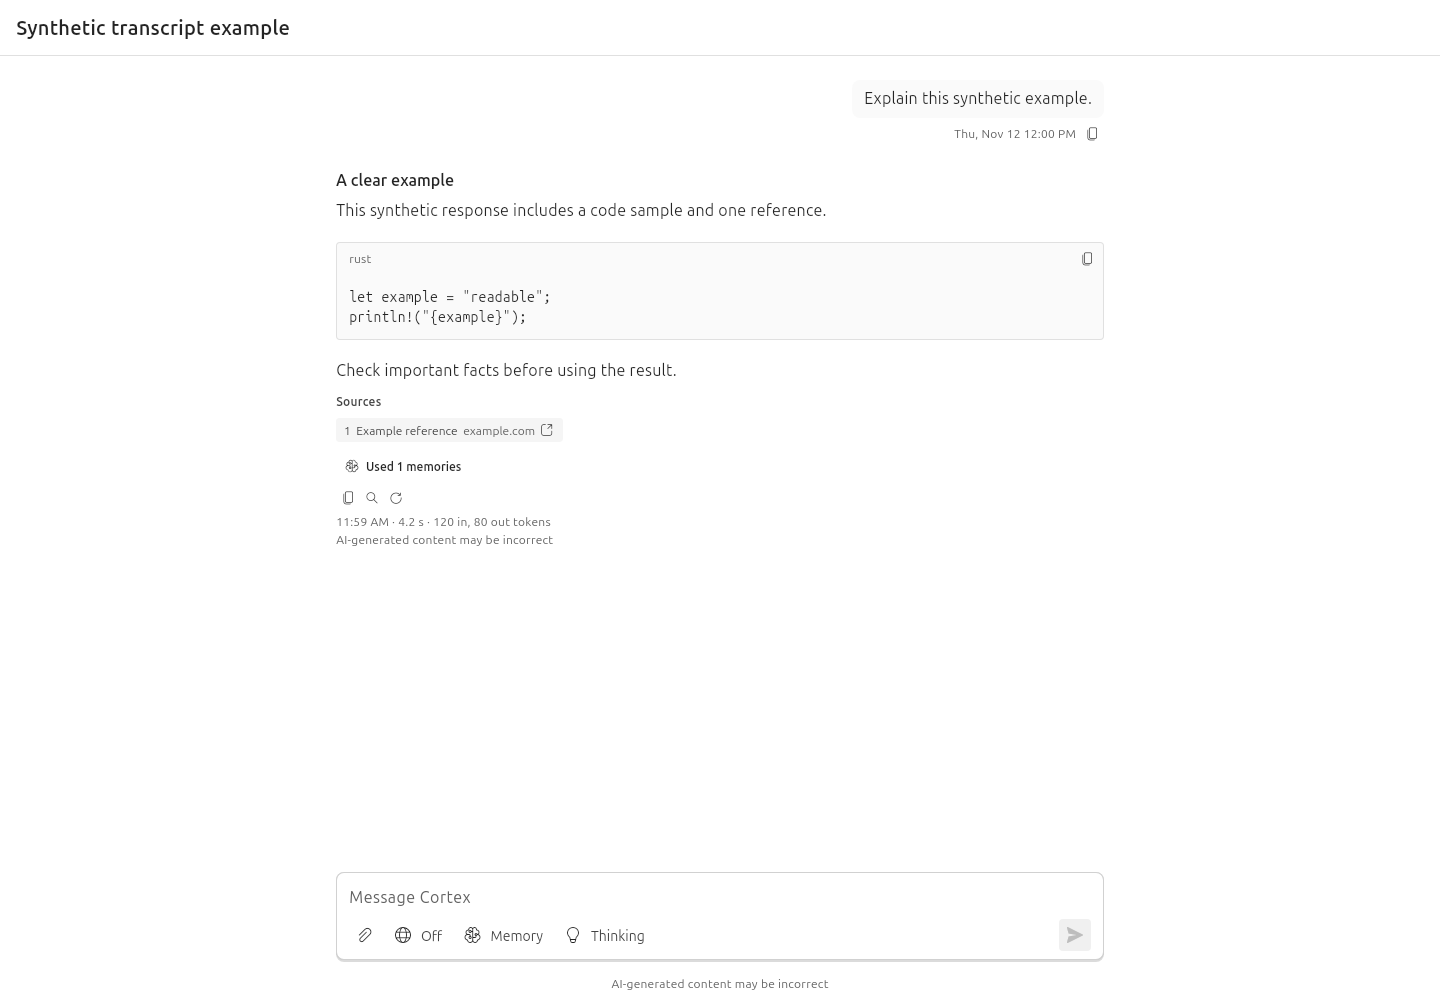 Synthetic transcript example
Explain this synthetic example.
Thu, Nov 12 12:00 PM
A clear example
This synthetic response includes a code sample and one reference.
rust
let example = "readable";
println!("{example}");
Check important facts before using the result.
Sources
1 Example reference example.com
Used 1 memories
11:59 AM · 4.2 s · 120 in, 80 out tokens
AI-generated content may be incorrect
Message Cortex
Off Memory Thinking
AI-generated content may be incorrect